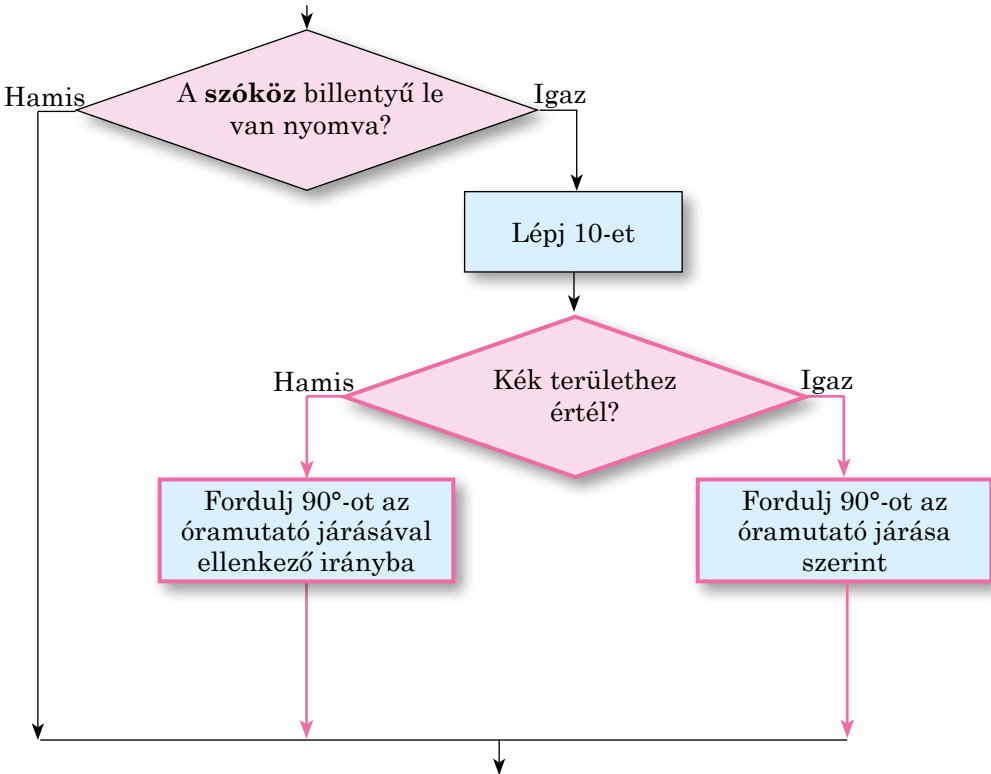 Hamis
A szóköz billentyű le
van nyomva?
Igaz
Lépj 10-et
Hamis
Kék területhez
értél?
Igaz
Fordulj 90°-ot az
óramutató járásával
ellenkező irányba
Fordulj 90°-ot az
óramutató járása
szerint